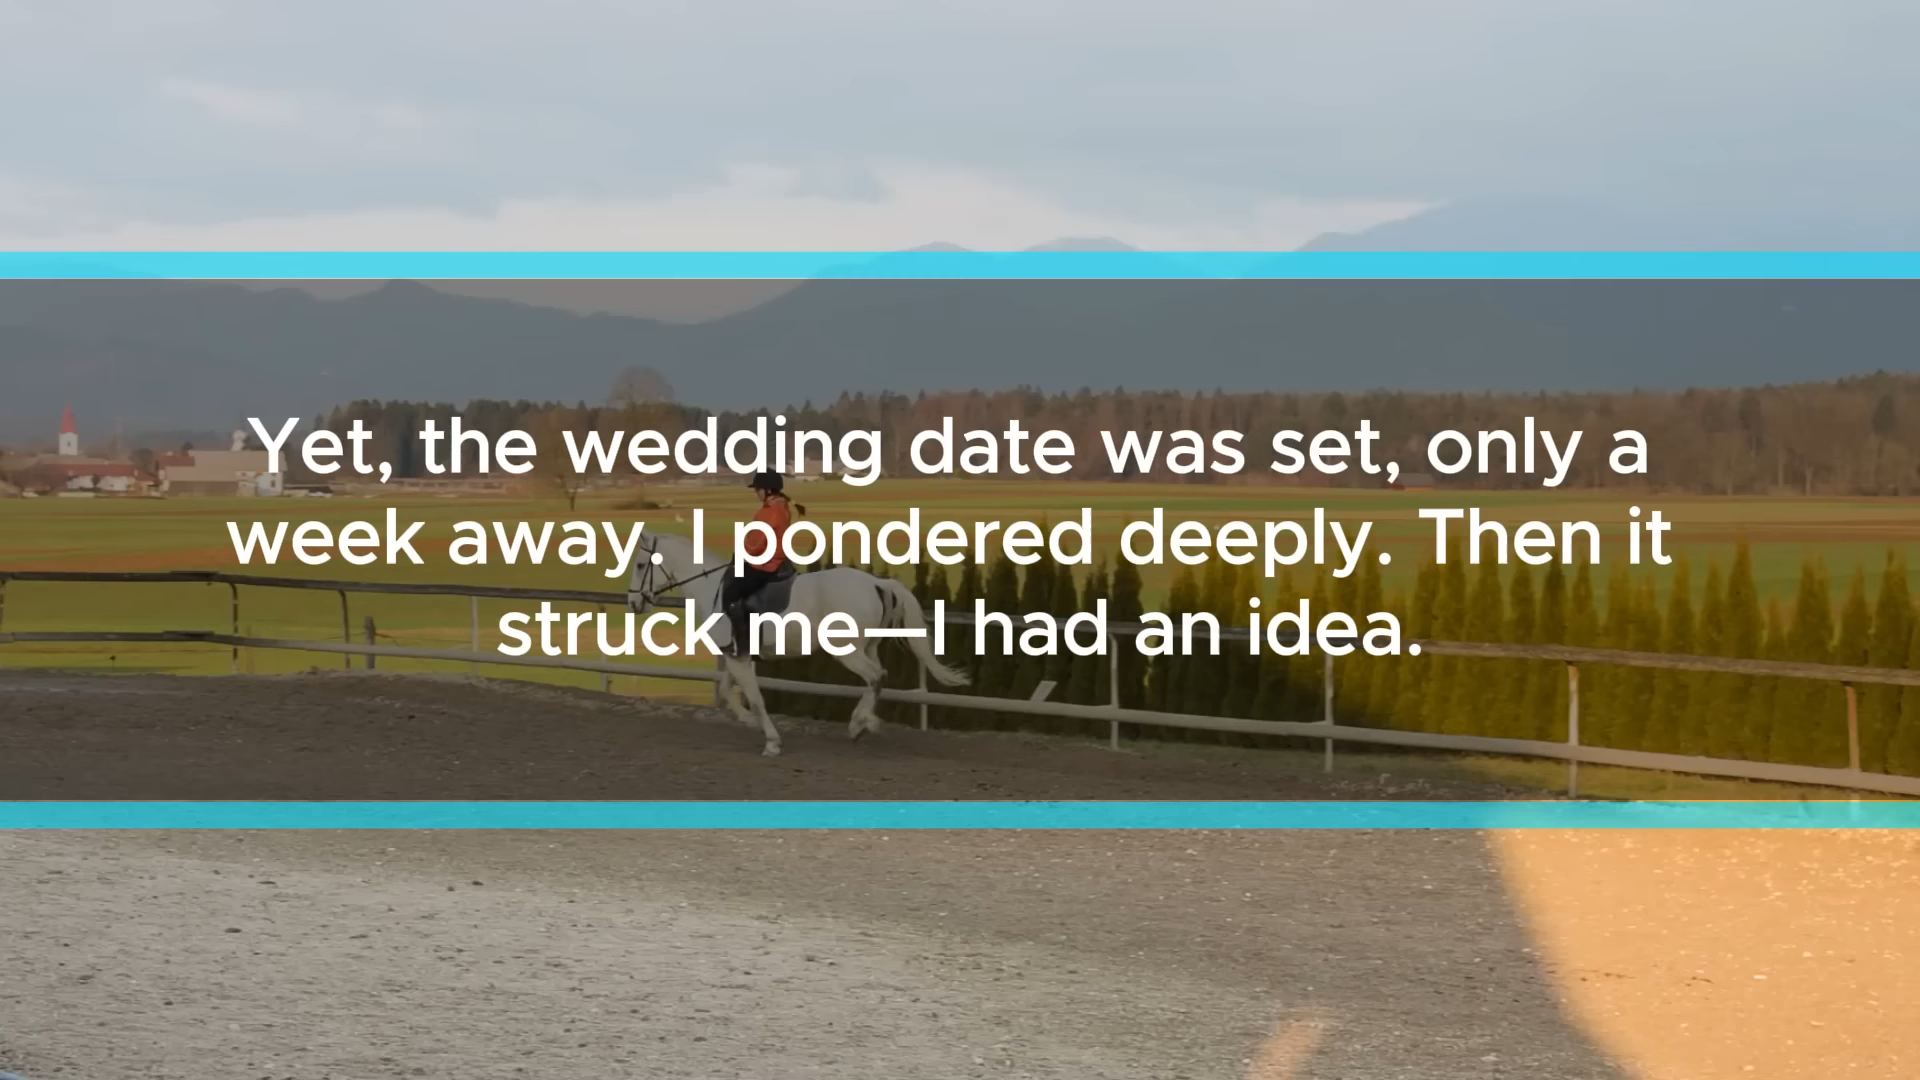 Yet, the wedding date was set, only a
week away. I pondered deeply. Then it
struck me—I had an idea.